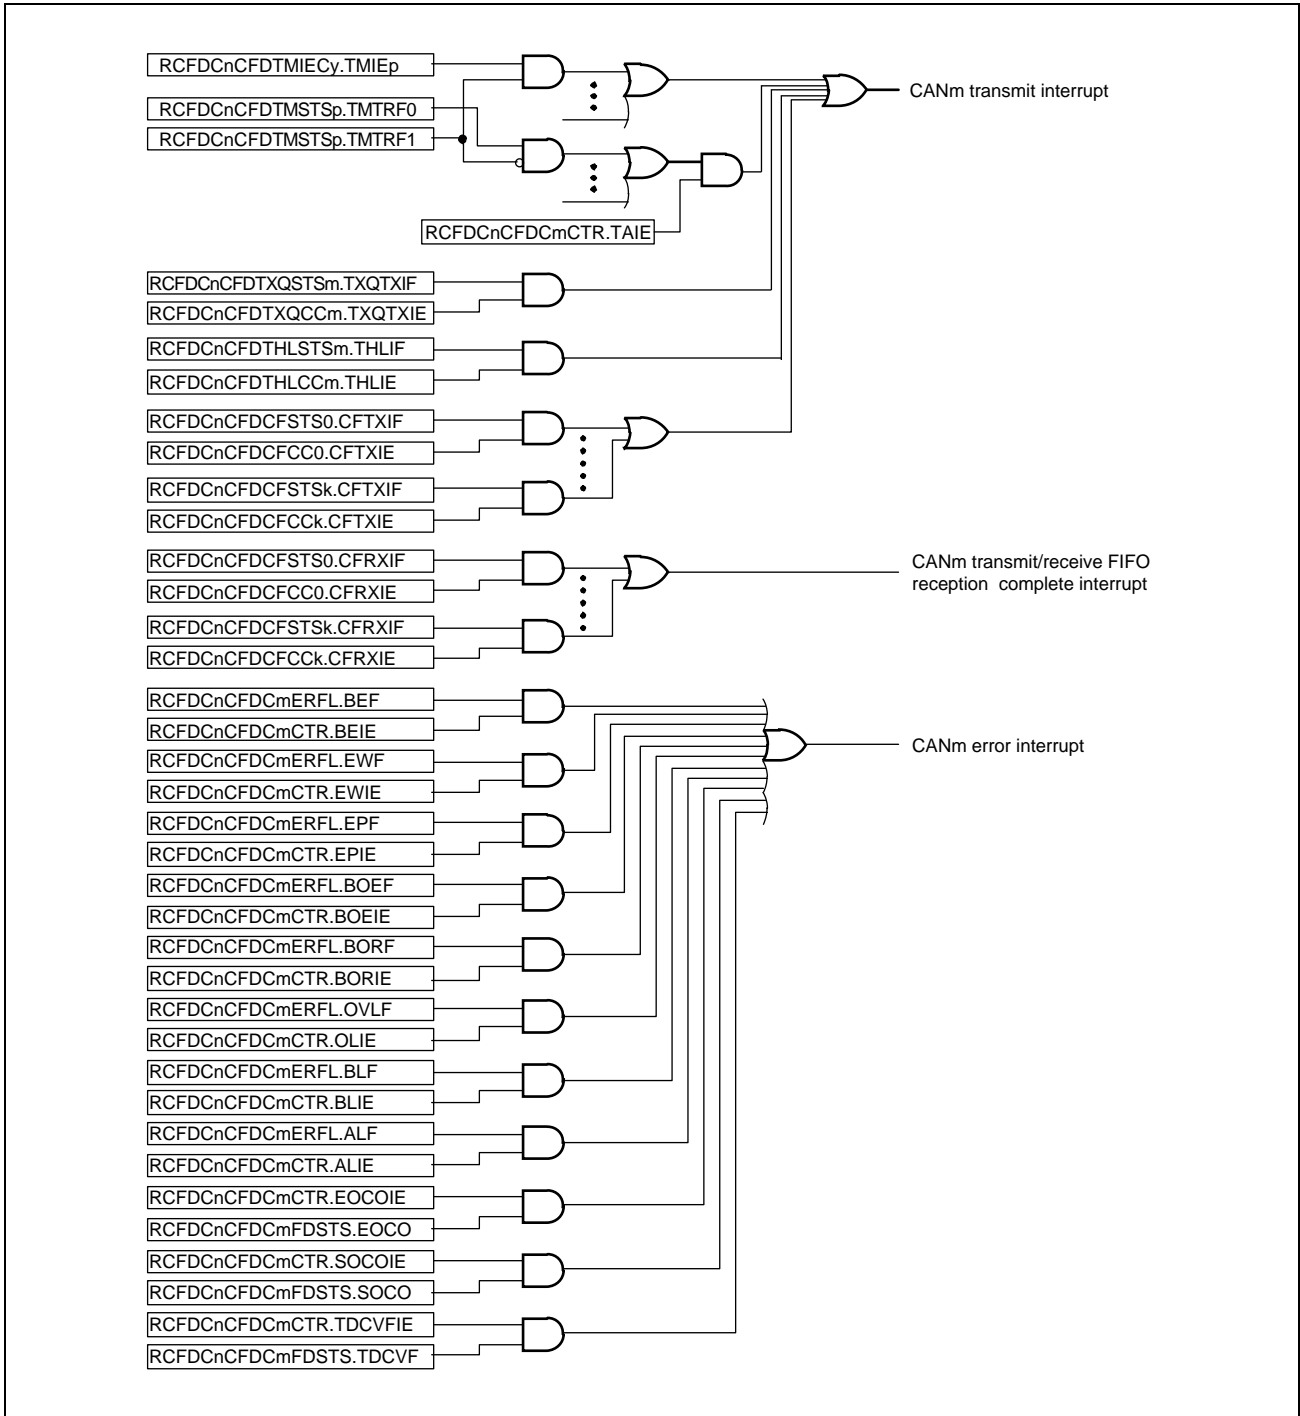 RCFDCnCFDTMIECy.TMIEp
RCFDCnCFDTMSTSp.TMTRF0
RCFDCnCFDTMSTSp.TMTRF1
CANm transmit interrupt
RCFDCnCFDCmCTR.TAIE
RCFDCnCFDTXQSTSm.TXQTXIF
RCFDCnCFDTXQCCm.TXQTXIE
RCFDCnCFDTHLSTSm.THLIF
RCFDCnCFDTHLCCm.THLIE
RCFDCnCFDCFSTS0.CFTXIF
RCFDCnCFDCFCC0.CFTXIE
RCFDCnCFDCFSTSk.CFTXIF
RCFDCnCFDCFCCk.CFTXIE
RCFDCnCFDCFSTS0.CFRXIF
RCFDCnCFDCFCC0.CFRXIE
RCFDCnCFDCFSTSk.CFRXIF
RCFDCnCFDCFCCk.CFRXIE
CANm transmit/receive FIFO
reception complete interrupt
RCFDCnCFDCmERFL.BEF
RCFDCnCFDCmCTR.BEIE
RCFDCnCFDCmERFL.EWF
RCFDCnCFDCmCTR.EWIE
RCFDCnCFDCmERFL.EPF
RCFDCnCFDCmCTR.EPIE
RCFDCnCFDCmERFL.BOEF
RCFDCnCFDCmCTR.BOEIE
RCFDCnCFDCmERFL.BORF
RCFDCnCFDCmCTR.BORIE
RCFDCnCFDCmERFL.OVLF
RCFDCnCFDCmCTR.OLIE
RCFDCnCFDCmERFL.BLF
RCFDCnCFDCmCTR.BLIE
RCFDCnCFDCmERFL.ALF
RCFDCnCFDCmCTR.ALIE
RCFDCnCFDCmCTR.EOCOIE
RCFDCnCFDCmFDSTS.EOCO
RCFDCnCFDCmCTR.SOCOIE
RCFDCnCFDCmFDSTS.SOCO
RCFDCnCFDCmCTR.TDCVFIE
RCFDCnCFDCmFDSTS.TDCVF
CANm error interrupt